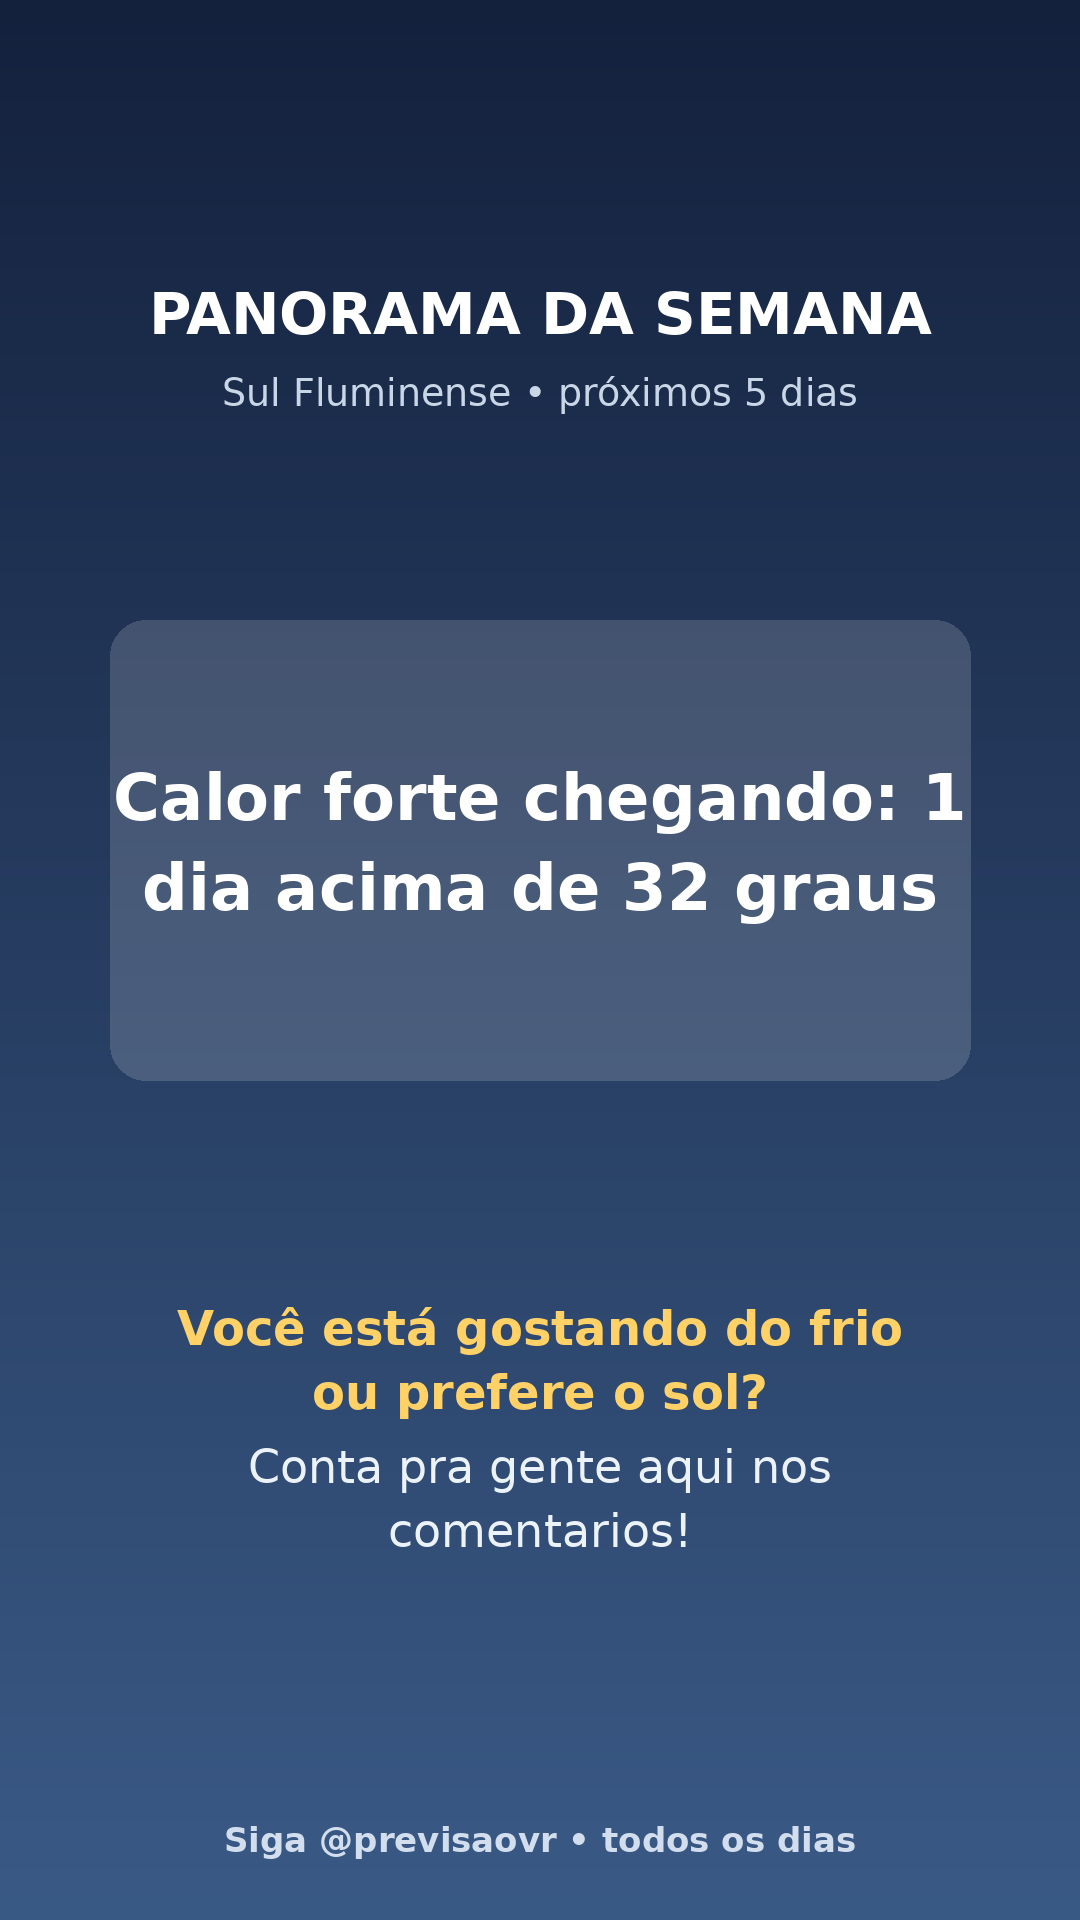 PANORAMA DA SEMANA
Sul Fluminense • próximos 5 dias
Calor forte chegando: 1
dia acima de 32 graus
Você está gostando do frio
ou prefere o sol?
Conta pra gente aqui nos
comentarios!
Siga @previsaovr • todos os dias